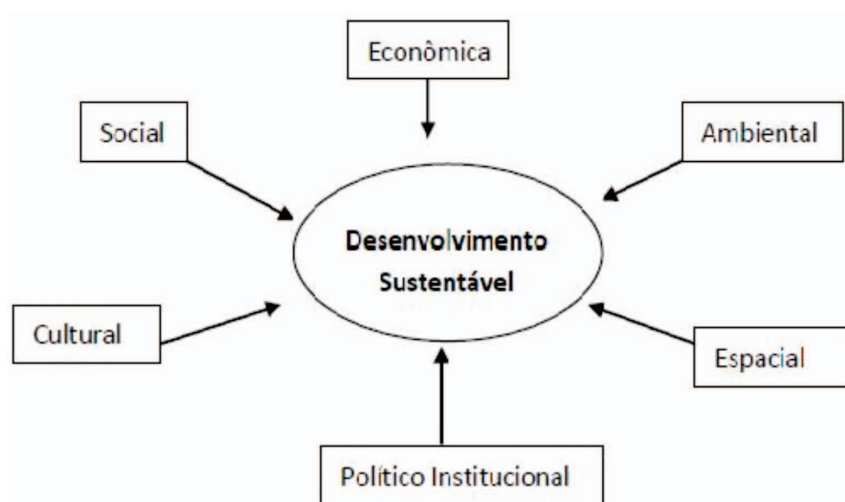 Econômica
Social
Ambiental
Desenvolvimento
Sustentável
Cultural
Espacial
Político Institucional